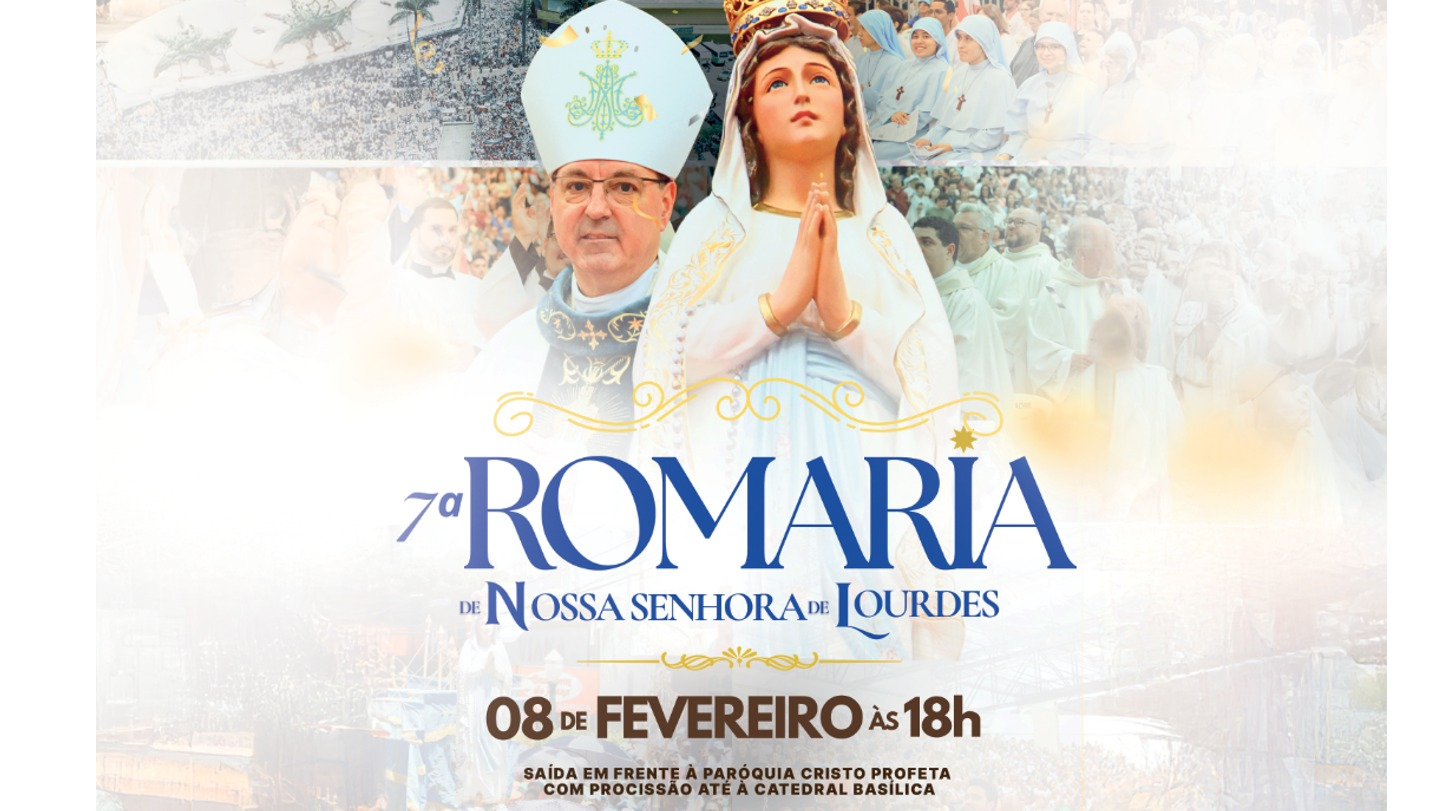 7ª ROMARIA
DE NOSSA SENHORA DE LOURDES
08 DE FEVEREIRO ÀS 18h
SAÍDA EM FRENTE À PARÓQUIA CRISTO PROFETA
COM PROCISSÃO ATÉ À CATEDRAL BASÍLICA